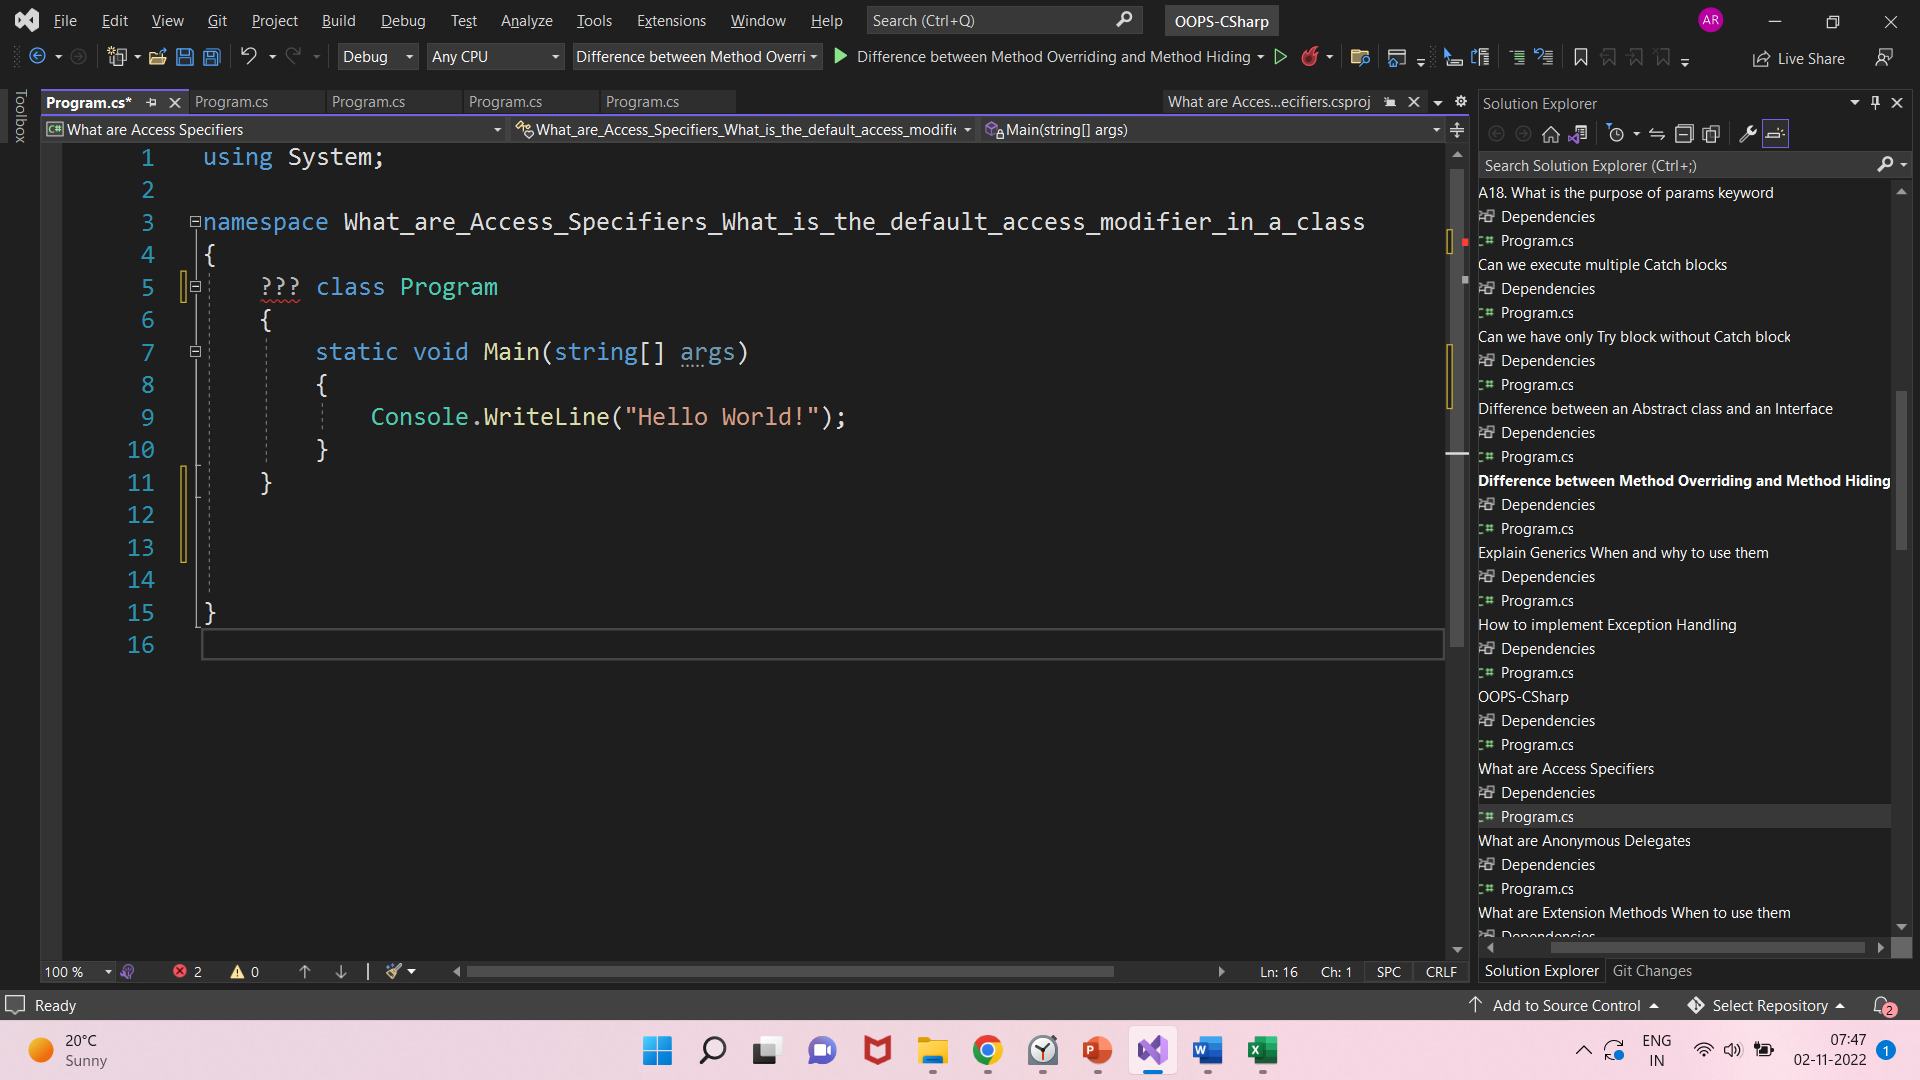 File Edit View Git Project Build Debug Test Analyze Tools Extensions Window Help Search (Ctrl+Q) OOPS-CSharp AR
Debug Any CPU Difference between Method Overri Difference between Method Overriding and Method Hiding Live Share
Toolbox
Program.cs* Program.cs Program.cs Program.cs Program.cs What are Acces...ecifiers.csproj
What are Access Specifiers What_are_Access_Specifiers_What_is_the_default_access_modifie Main(string[] args)
1 using System;
2
3 namespace What_are_Access_Specifiers_What_is_the_default_access_modifier_in_a_class
4 {
5 ??? class Program
6 {
7 static void Main(string[] args)
8 {
9 Console.WriteLine("Hello World!");
10 }
11 }
12
13
14
15 }
16
100 % 2 0 Ln: 16 Ch: 1 SPC CRLF
Solution Explorer
Search Solution Explorer (Ctrl+;)
A18. What is the purpose of params keyword
Dependencies
C# Program.cs
Can we execute multiple Catch blocks
Dependencies
C# Program.cs
Can we have only Try block without Catch block
Dependencies
C# Program.cs
Difference between an Abstract class and an Interface
Dependencies
C# Program.cs
Difference between Method Overriding and Method Hiding
Dependencies
C# Program.cs
Explain Generics When and why to use them
Dependencies
C# Program.cs
How to implement Exception Handling
Dependencies
C# Program.cs
OOPS-CSharp
Dependencies
C# Program.cs
What are Access Specifiers
Dependencies
C# Program.cs
What are Anonymous Delegates
Dependencies
C# Program.cs
What are Extension Methods When to use them
Dependencies
Solution Explorer Git Changes
Ready Add to Source Control Select Repository 2
20°C
Sunny
ENG
IN
07:47
02-11-2022
1